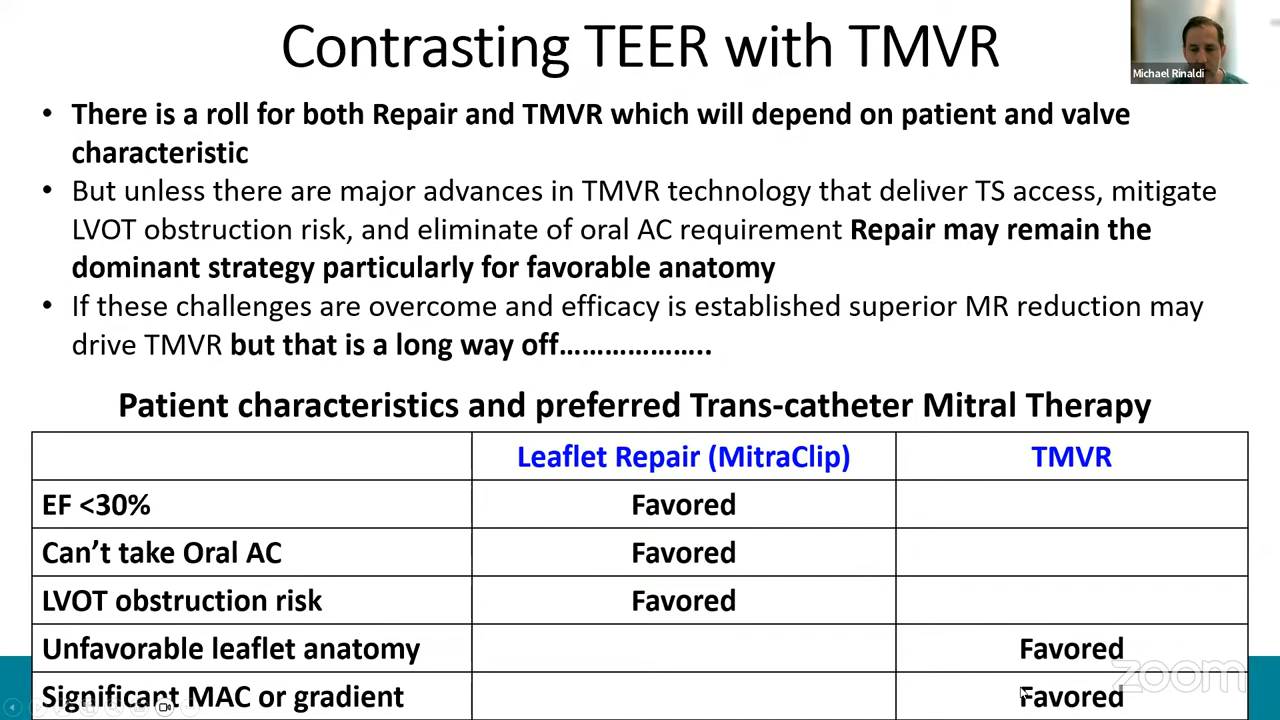 Contrasting TEER with TMVR
Michael Rinaldi
• There is a roll for both Repair and TMVR which will depend on patient and valve
characteristic
• But unless there are major advances in TMVR technology that deliver TS access, mitigate
LVOT obstruction risk, and eliminate of oral AC requirement Repair may remain the
dominant strategy particularly for favorable anatomy
• If these challenges are overcome and efficacy is established superior MR reduction may
drive TMVR but that is a long way off………………..
Patient characteristics and preferred Trans-catheter Mitral Therapy
Leaflet Repair (MitraClip) TMVR
EF <30% Favored
Can’t take Oral AC Favored
LVOT obstruction risk Favored
Unfavorable leaflet anatomy Favored
Significant MAC or gradient Favored
zoom